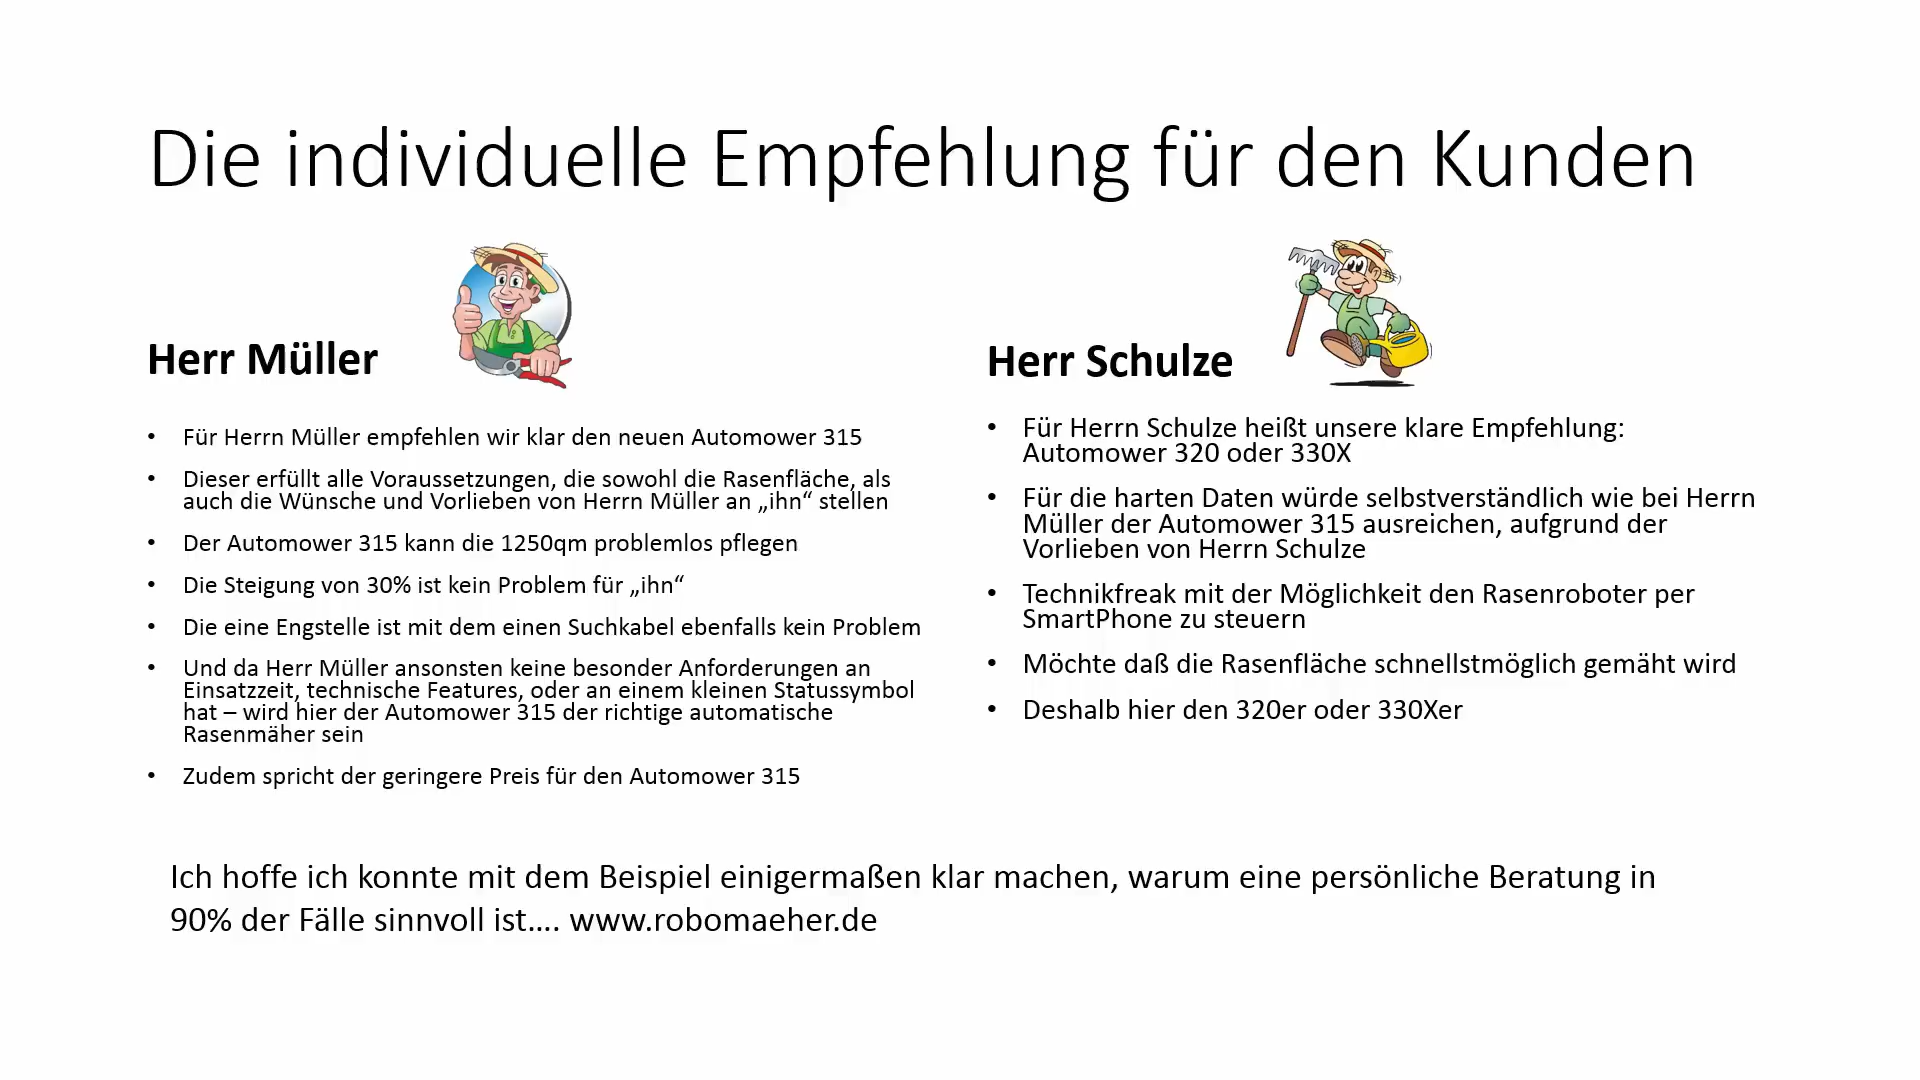 Die individuelle Empfehlung für den Kunden
Herr Müller
• Für Herrn Müller empfehlen wir klar den neuen Automower 315
• Dieser erfüllt alle Voraussetzungen, die sowohl die Rasenfläche, als
auch die Wünsche und Vorlieben von Herrn Müller an „ihn“ stellen
• Der Automower 315 kann die 1250qm problemlos pflegen
• Die Steigung von 30% ist kein Problem für „ihn“
• Die eine Engstelle ist mit dem einen Suchkabel ebenfalls kein Problem
• Und da Herr Müller ansonsten keine besonder Anforderungen an
Einsatzzeit, technische Features, oder an einem kleinen Statussymbol
hat – wird hier der Automower 315 der richtige automatische
Rasenmäher sein
• Zudem spricht der geringere Preis für den Automower 315
Herr Schulze
• Für Herrn Schulze heißt unsere klare Empfehlung:
Automower 320 oder 330X
• Für die harten Daten würde selbstverständlich wie bei Herrn
Müller der Automower 315 ausreichen, aufgrund der
Vorlieben von Herrn Schulze
• Technikfreak mit der Möglichkeit den Rasenroboter per
SmartPhone zu steuern
• Möchte daß die Rasenfläche schnellstmöglich gemäht wird
• Deshalb hier den 320er oder 330Xer
Ich hoffe ich konnte mit dem Beispiel einigermaßen klar machen, warum eine persönliche Beratung in
90% der Fälle sinnvoll ist…. www.robomaeher.de